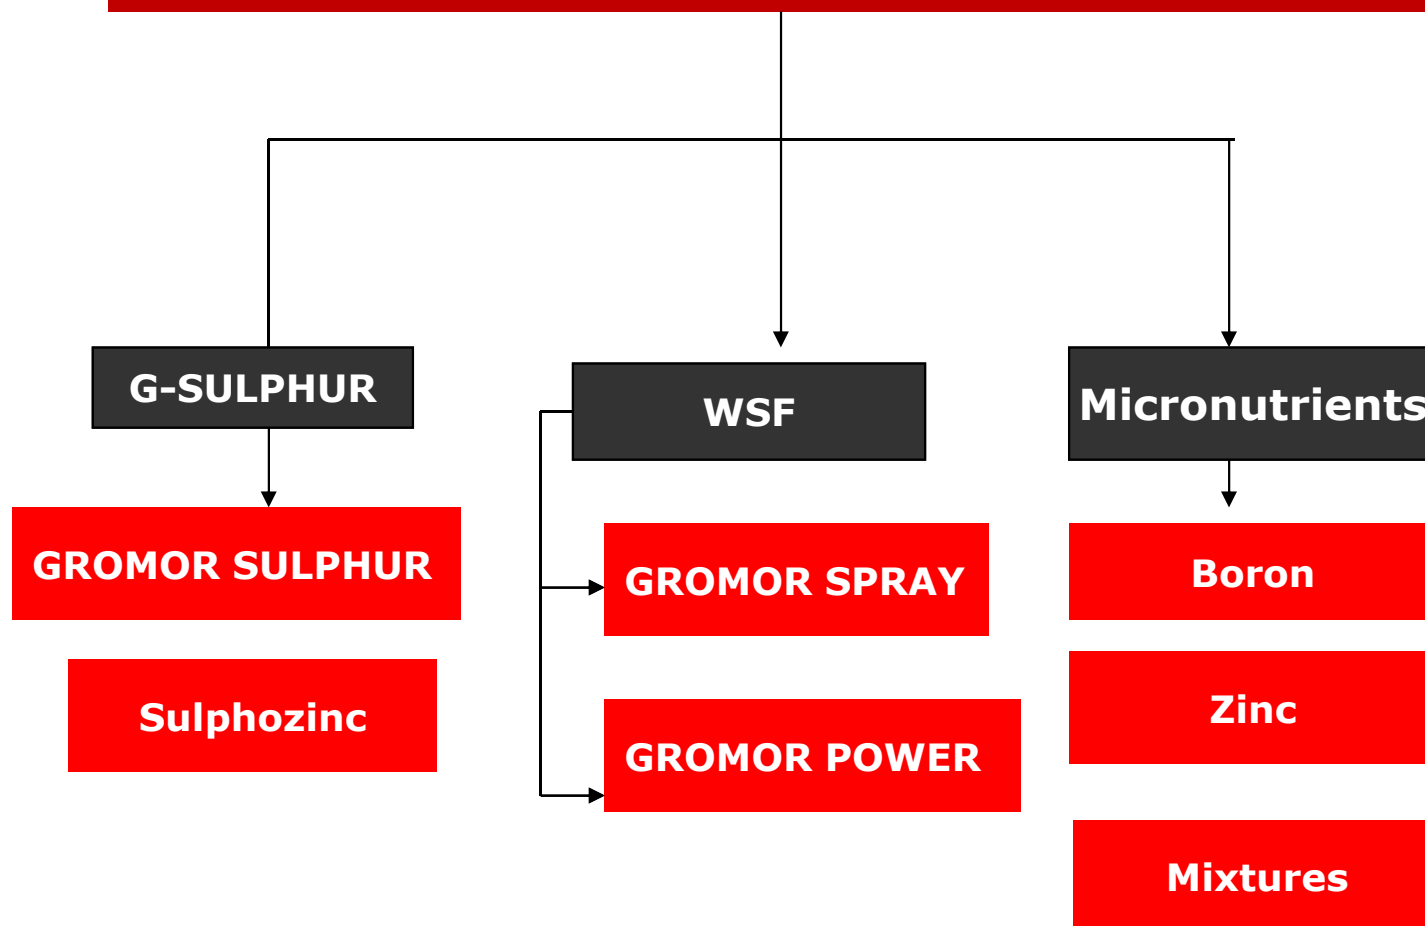 G-SULPHUR
WSF
Micronutrients
GROMOR SULPHUR
GROMOR SPRAY
Boron
Sulphozinc
Zinc
GROMOR POWER
Mixtures